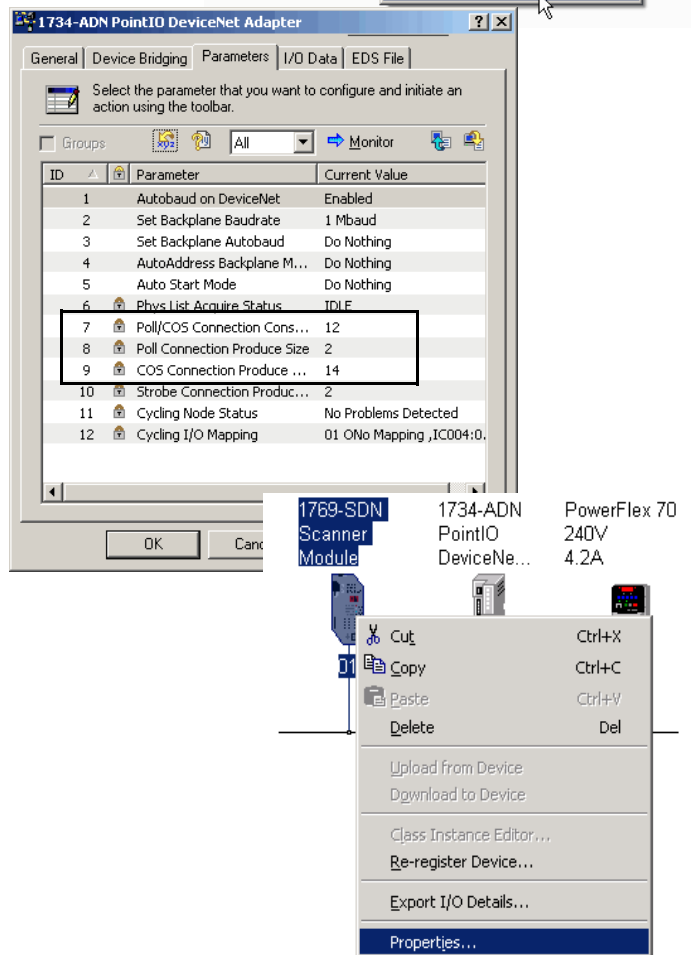 1734-ADN PointIO DeviceNet Adapter
General Device Bridging Parameters I/O Data EDS File
Select the parameter that you want to configure and initiate an
action using the toolbar.
Groups All Monitor
ID Parameter Current Value
1 Autobaud on DeviceNet Enabled
2 Set Backplane Baudrate 1 Mbaud
3 Set Backplane Autobaud Do Nothing
4 AutoAddress Backplane M... Do Nothing
5 Auto Start Mode Do Nothing
6 Phys List Acquire Status IDLE
7 Poll/COS Connection Cons... 12
8 Poll Connection Produce Size 2
9 COS Connection Produce ... 14
10 Strobe Connection Produc... 2
11 Cycling Node Status No Problems Detected
12 Cycling I/O Mapping 01 ONo Mapping ,IC004:0.
OK Canc
1769-SDN
Scanner
Module
1734-ADN
PointIO
DeviceNe...
PowerFlex 70
240V
4.2A
01
Cut Ctrl+X
Copy Ctrl+C
Paste Ctrl+V
Delete Del
Upload from Device
Download to Device
Class Instance Editor...
Re-register Device...
Export I/O Details...
Properties...